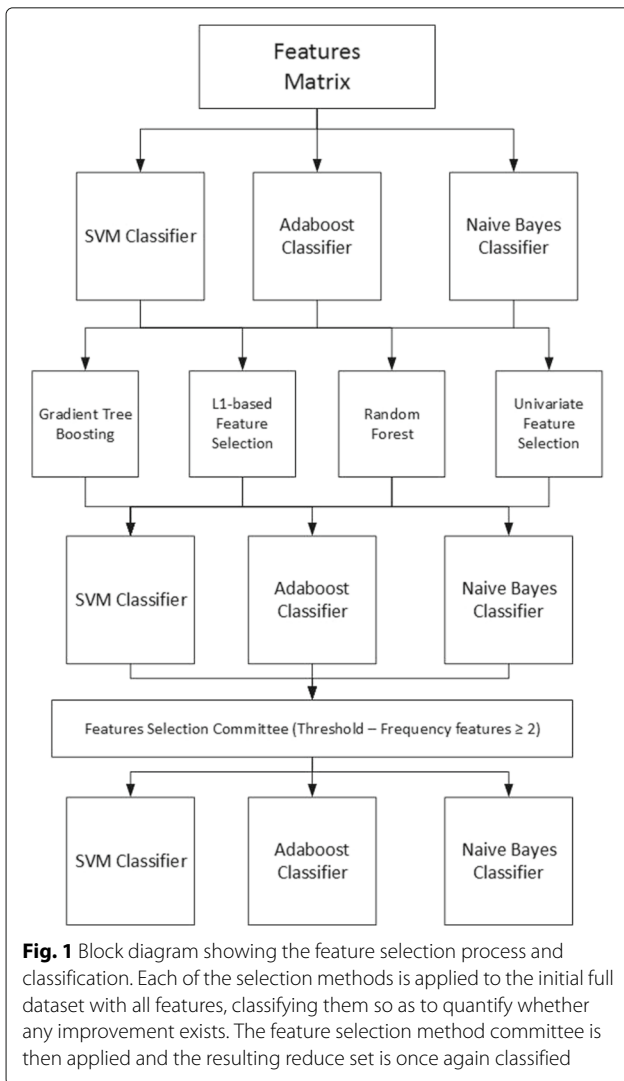 Features
Matrix
SVM Classifier
Adaboost
Classifier
Naive Bayes
Classifier
Gradient Tree
Boosting
L1-based
Feature
Selection
Random
Forest
Univariate
Feature
Selection
SVM Classifier
Adaboost
Classifier
Naive Bayes
Classifier
Features Selection Committee (Threshold – Frequency features ≥ 2)
SVM Classifier
Adaboost
Classifier
Naive Bayes
Classifier
Fig. 1 Block diagram showing the feature selection process and
classification. Each of the selection methods is applied to the initial full
dataset with all features, classifying them so as to quantify whether
any improvement exists. The feature selection method committee is
then applied and the resulting reduce set is once again classified